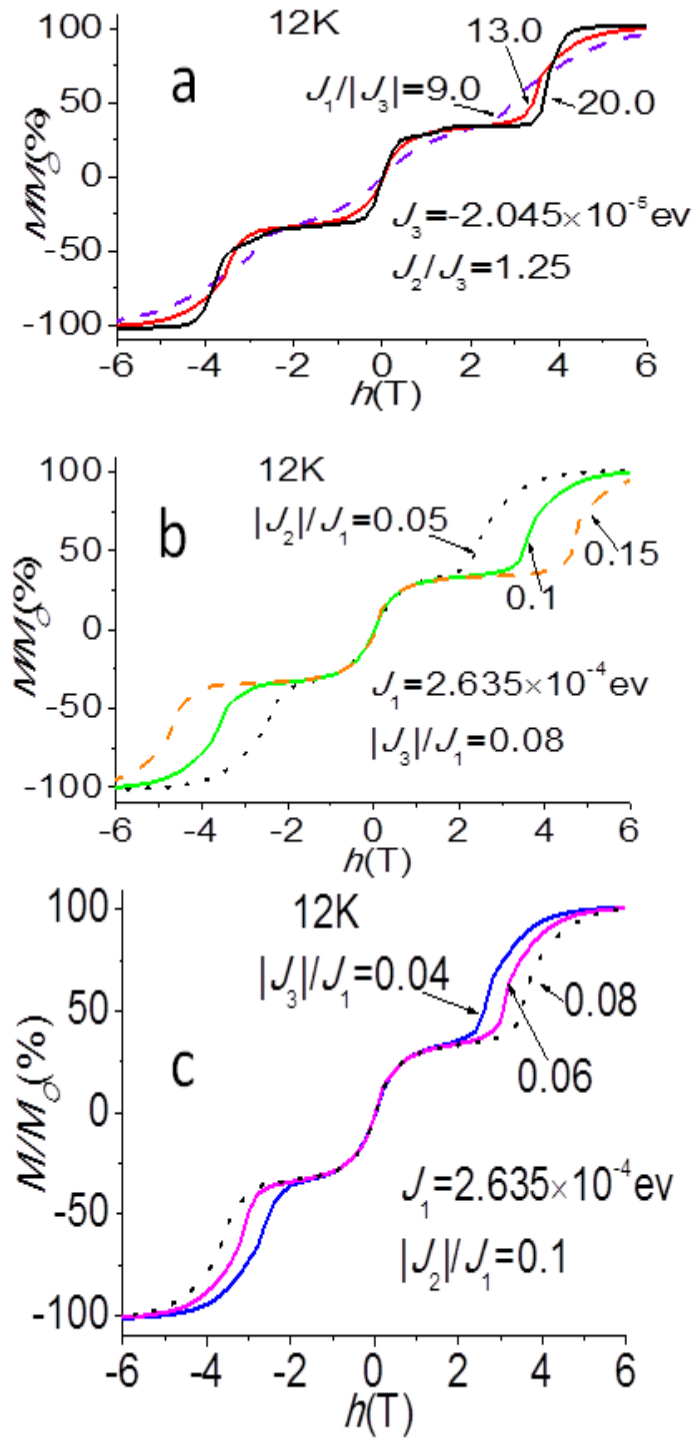 12K
a
13.0
J₁/|J₃|=9.0
20.0
J₃=-2.045×10⁻⁵ev
J₂/J₃=1.25
100
50
0
-50
-100
-6 -4 -2 0 2 4 6
h(T)
12K
b
|J₂|/J₁=0.05
0.15
0.1
J₁=2.635×10⁻⁴ev
|J₃|/J₁=0.08
100
50
0
-50
-100
-6 -4 -2 0 2 4 6
h(T)
12K
|J₃|/J₁=0.04
0.08
0.06
c
J₁=2.635×10⁻⁴ev
|J₂|/J₁=0.1
100
50
0
-50
-100
-6 -4 -2 0 2 4 6
h(T)